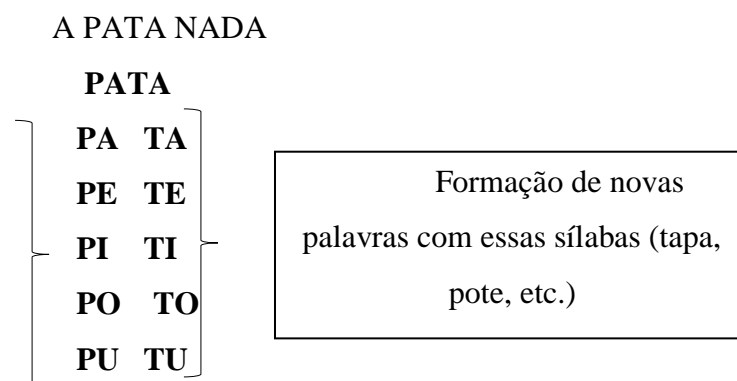 A PATA NADA
PATA
PA TA
PE TE
PI TI
PO TO
PU TU
Formação de novas
palavras com essas sílabas (tapa,
pote, etc.)